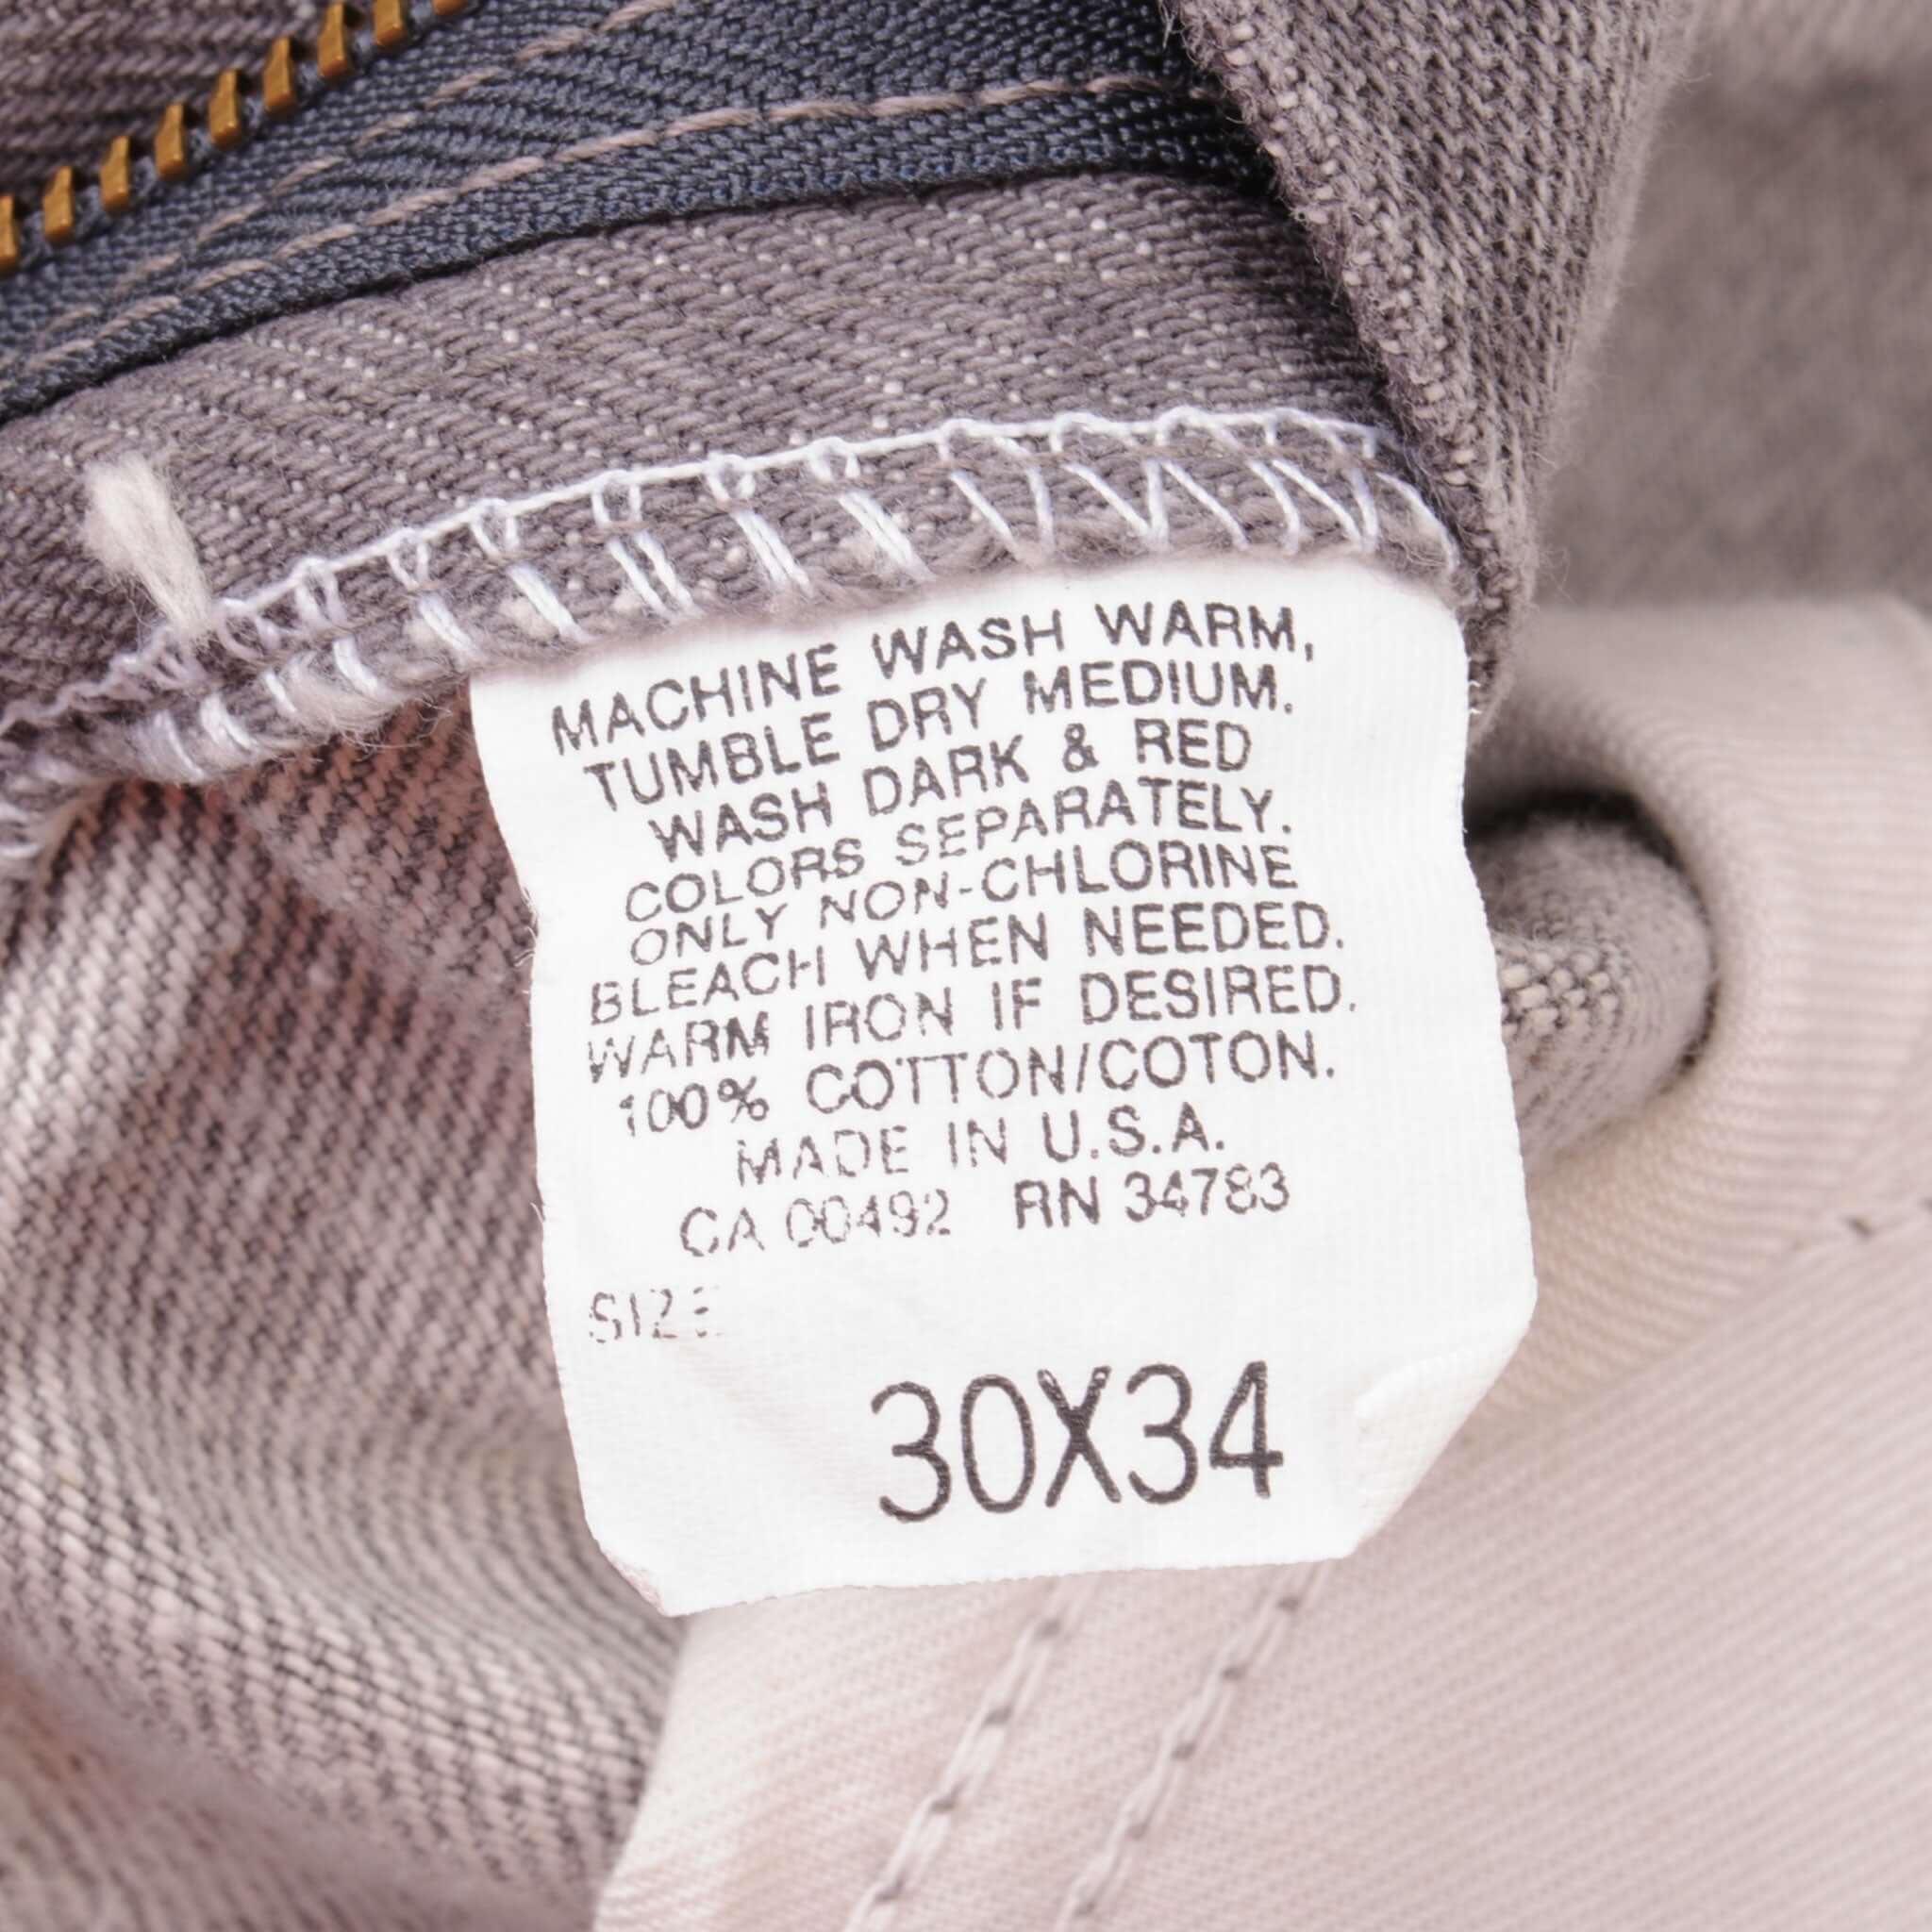 MACHINE WASH WARM,
TUMBLE DRY MEDIUM.
WASH DARK & RED
COLORS SEPARATELY.
ONLY NON-CHLORINE
BLEACH WHEN NEEDED.
WARM IRON IF DESIRED.
100% COTTON/COTON.
MADE IN U.S.A.
CA 00492 RN 34783
SIZE
30X34